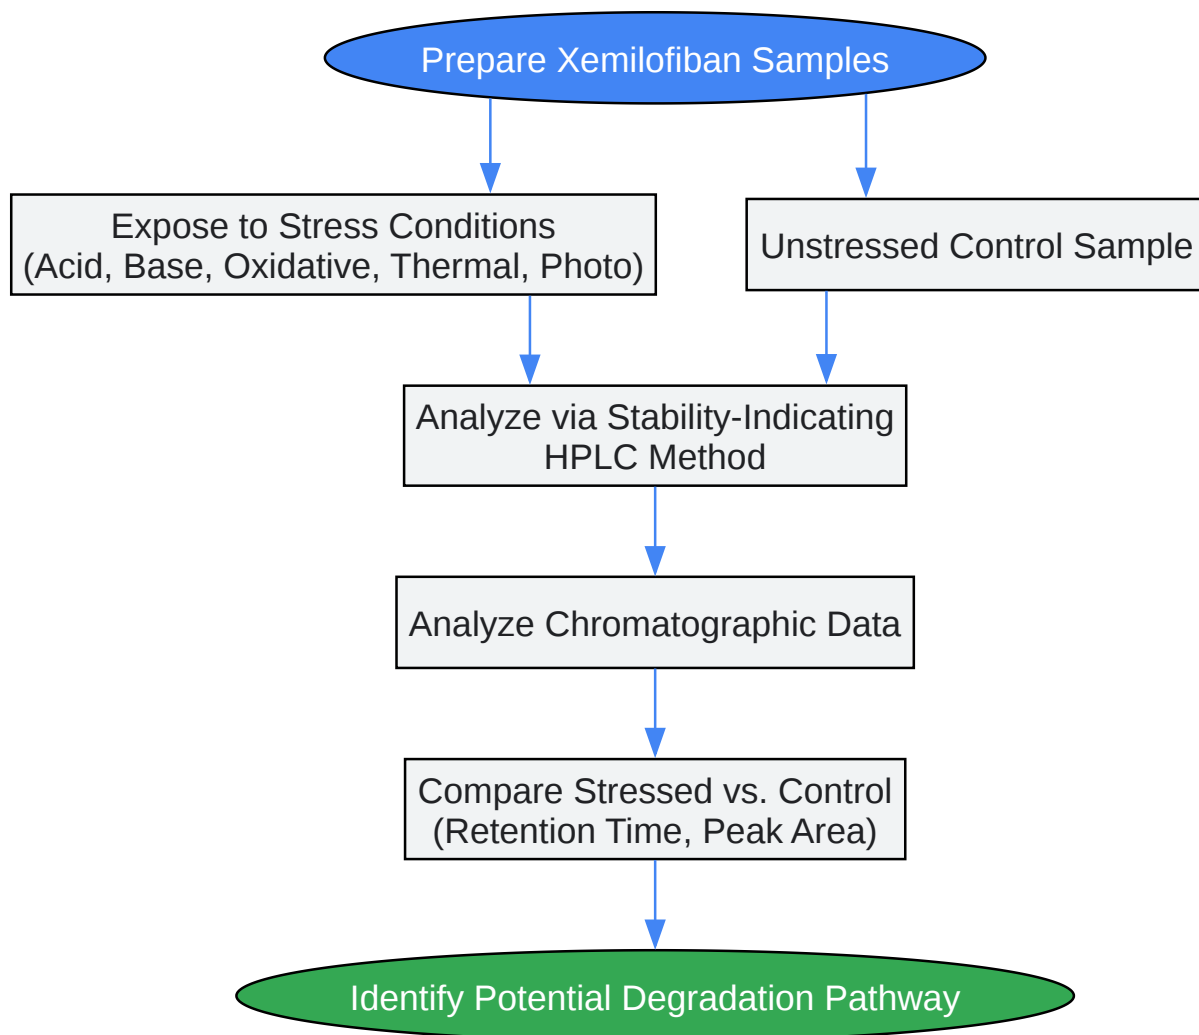 Prepare Xemilofiban Samples
Expose to Stress Conditions
(Acid, Base, Oxidative, Thermal, Photo)
Unstressed Control Sample
Analyze via Stability-Indicating
HPLC Method
Analyze Chromatographic Data
Compare Stressed vs. Control
(Retention Time, Peak Area)
Identify Potential Degradation Pathway